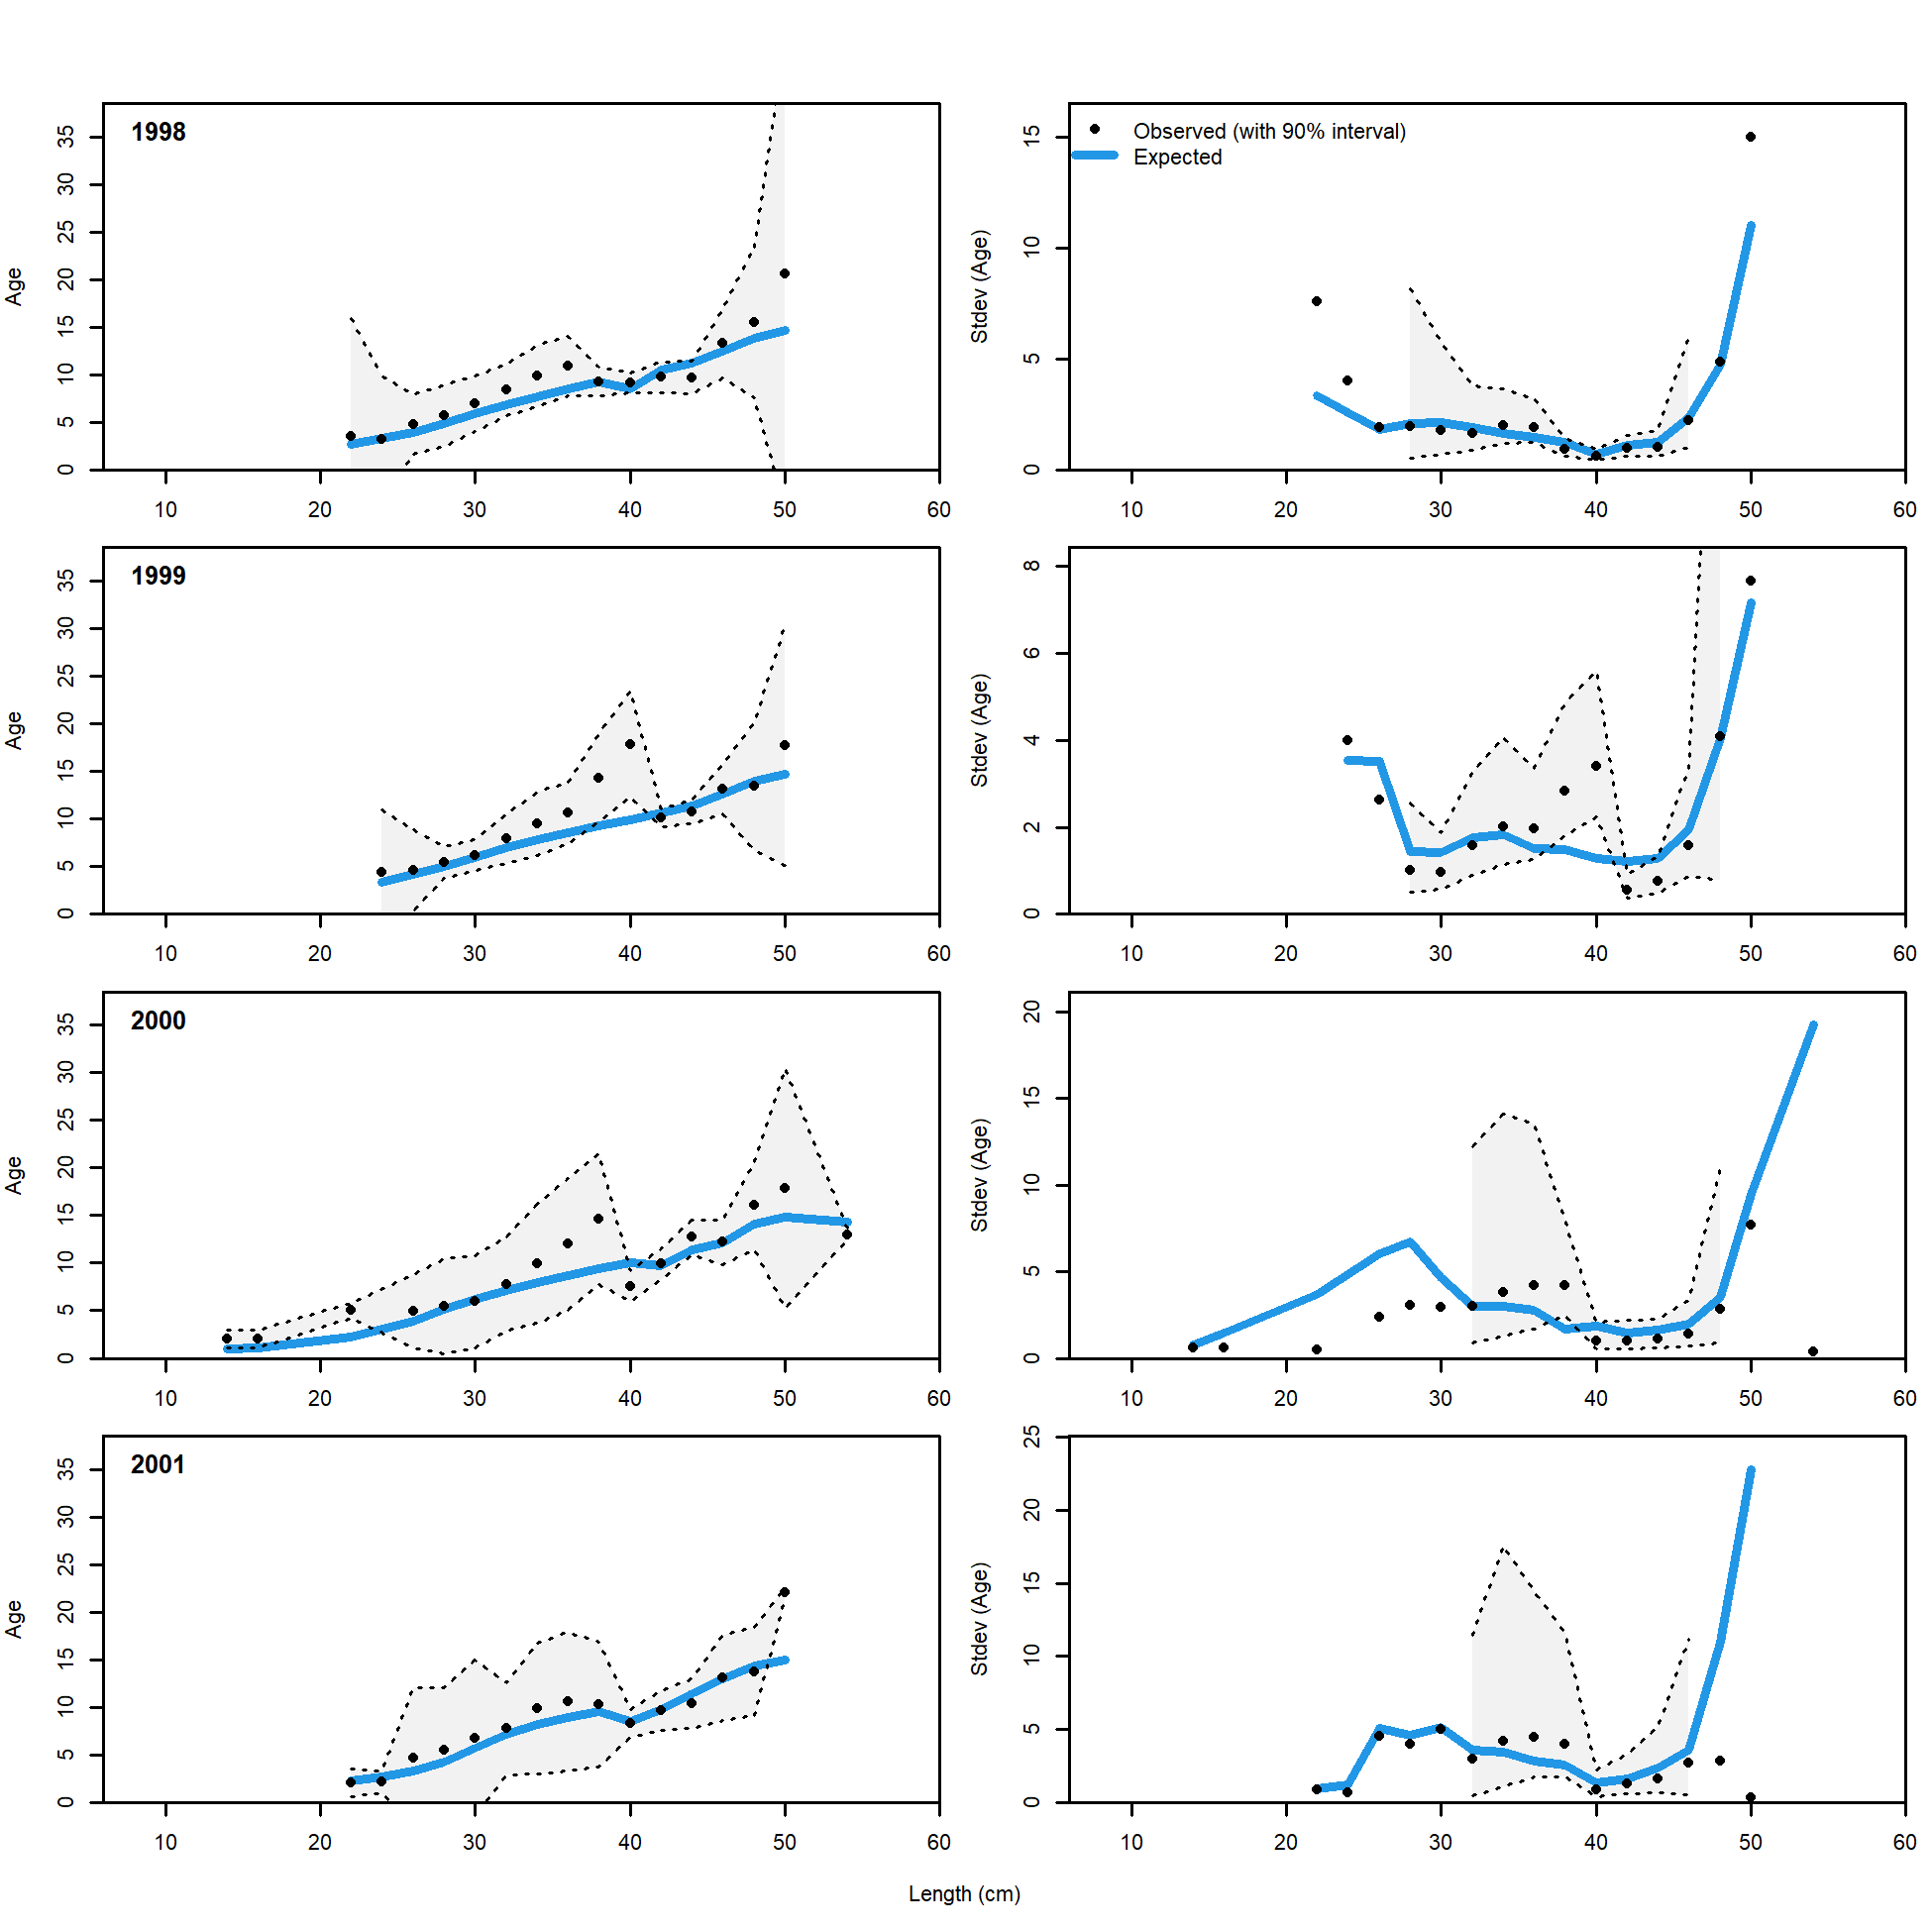 1998
Age
0 5 10 15 20 25 30 35
10 20 30 40 50 60
Observed (with 90% interval)
Expected
Stdev (Age)
0 5 10 15
10 20 30 40 50 60
1999
Age
0 5 10 15 20 25 30 35
10 20 30 40 50 60
Stdev (Age)
0 2 4 6 8
10 20 30 40 50 60
2000
Age
0 5 10 15 20 25 30 35
10 20 30 40 50 60
Stdev (Age)
0 5 10 15 20
10 20 30 40 50 60
2001
Age
0 5 10 15 20 25 30 35
10 20 30 40 50 60
Stdev (Age)
0 5 10 15 20 25
10 20 30 40 50 60
Length (cm)